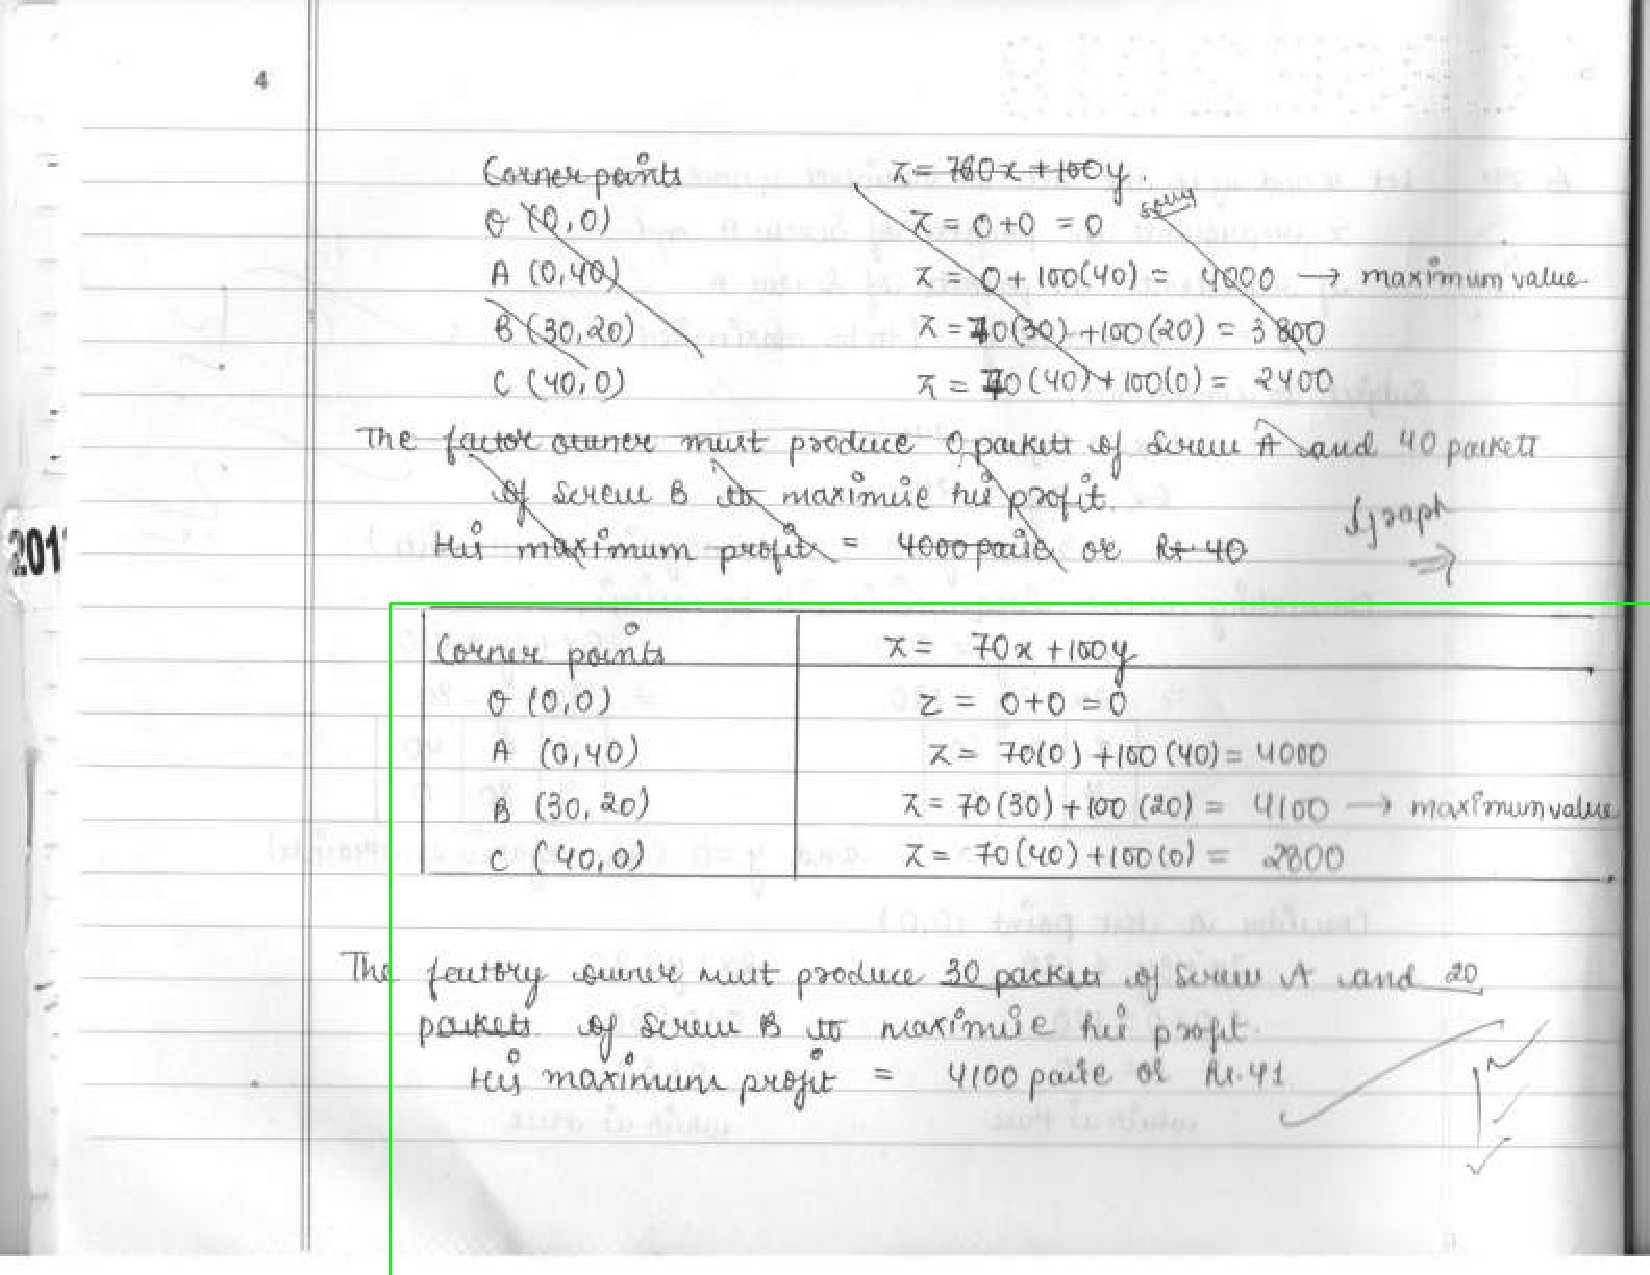 4
Corner points z = 70x + 100y.
O (0,0) z = 0+0 = 0
A (0,40) z = 0 + 100(40) = 4000 → maximum value
B (30,20) z = 70(30) +100(20) = 3800
C (40,0) z = 70(40) + 100(0) = 2400
The factor owner must produce 0 packets of screw A and 40 packets
of screw B to maximise his profit.
His maximum profit = 4000 paise or Rs 40
graph
⇒
201
Corner points z = 70x + 100y
O (0,0) z = 0+0 = 0
A (0,40) z = 70(0) +100 (40) = 4000
B (30, 20) z = 70(30) + 100 (20) = 4100 → maximum value
C (40,0) z = 70(40) +100(0) = 2800
The factory owner must produce 30 packets of screw A and 20
packets of screw B to maximise his profit.
His maximum profit = 4100 paise or Rs. 41